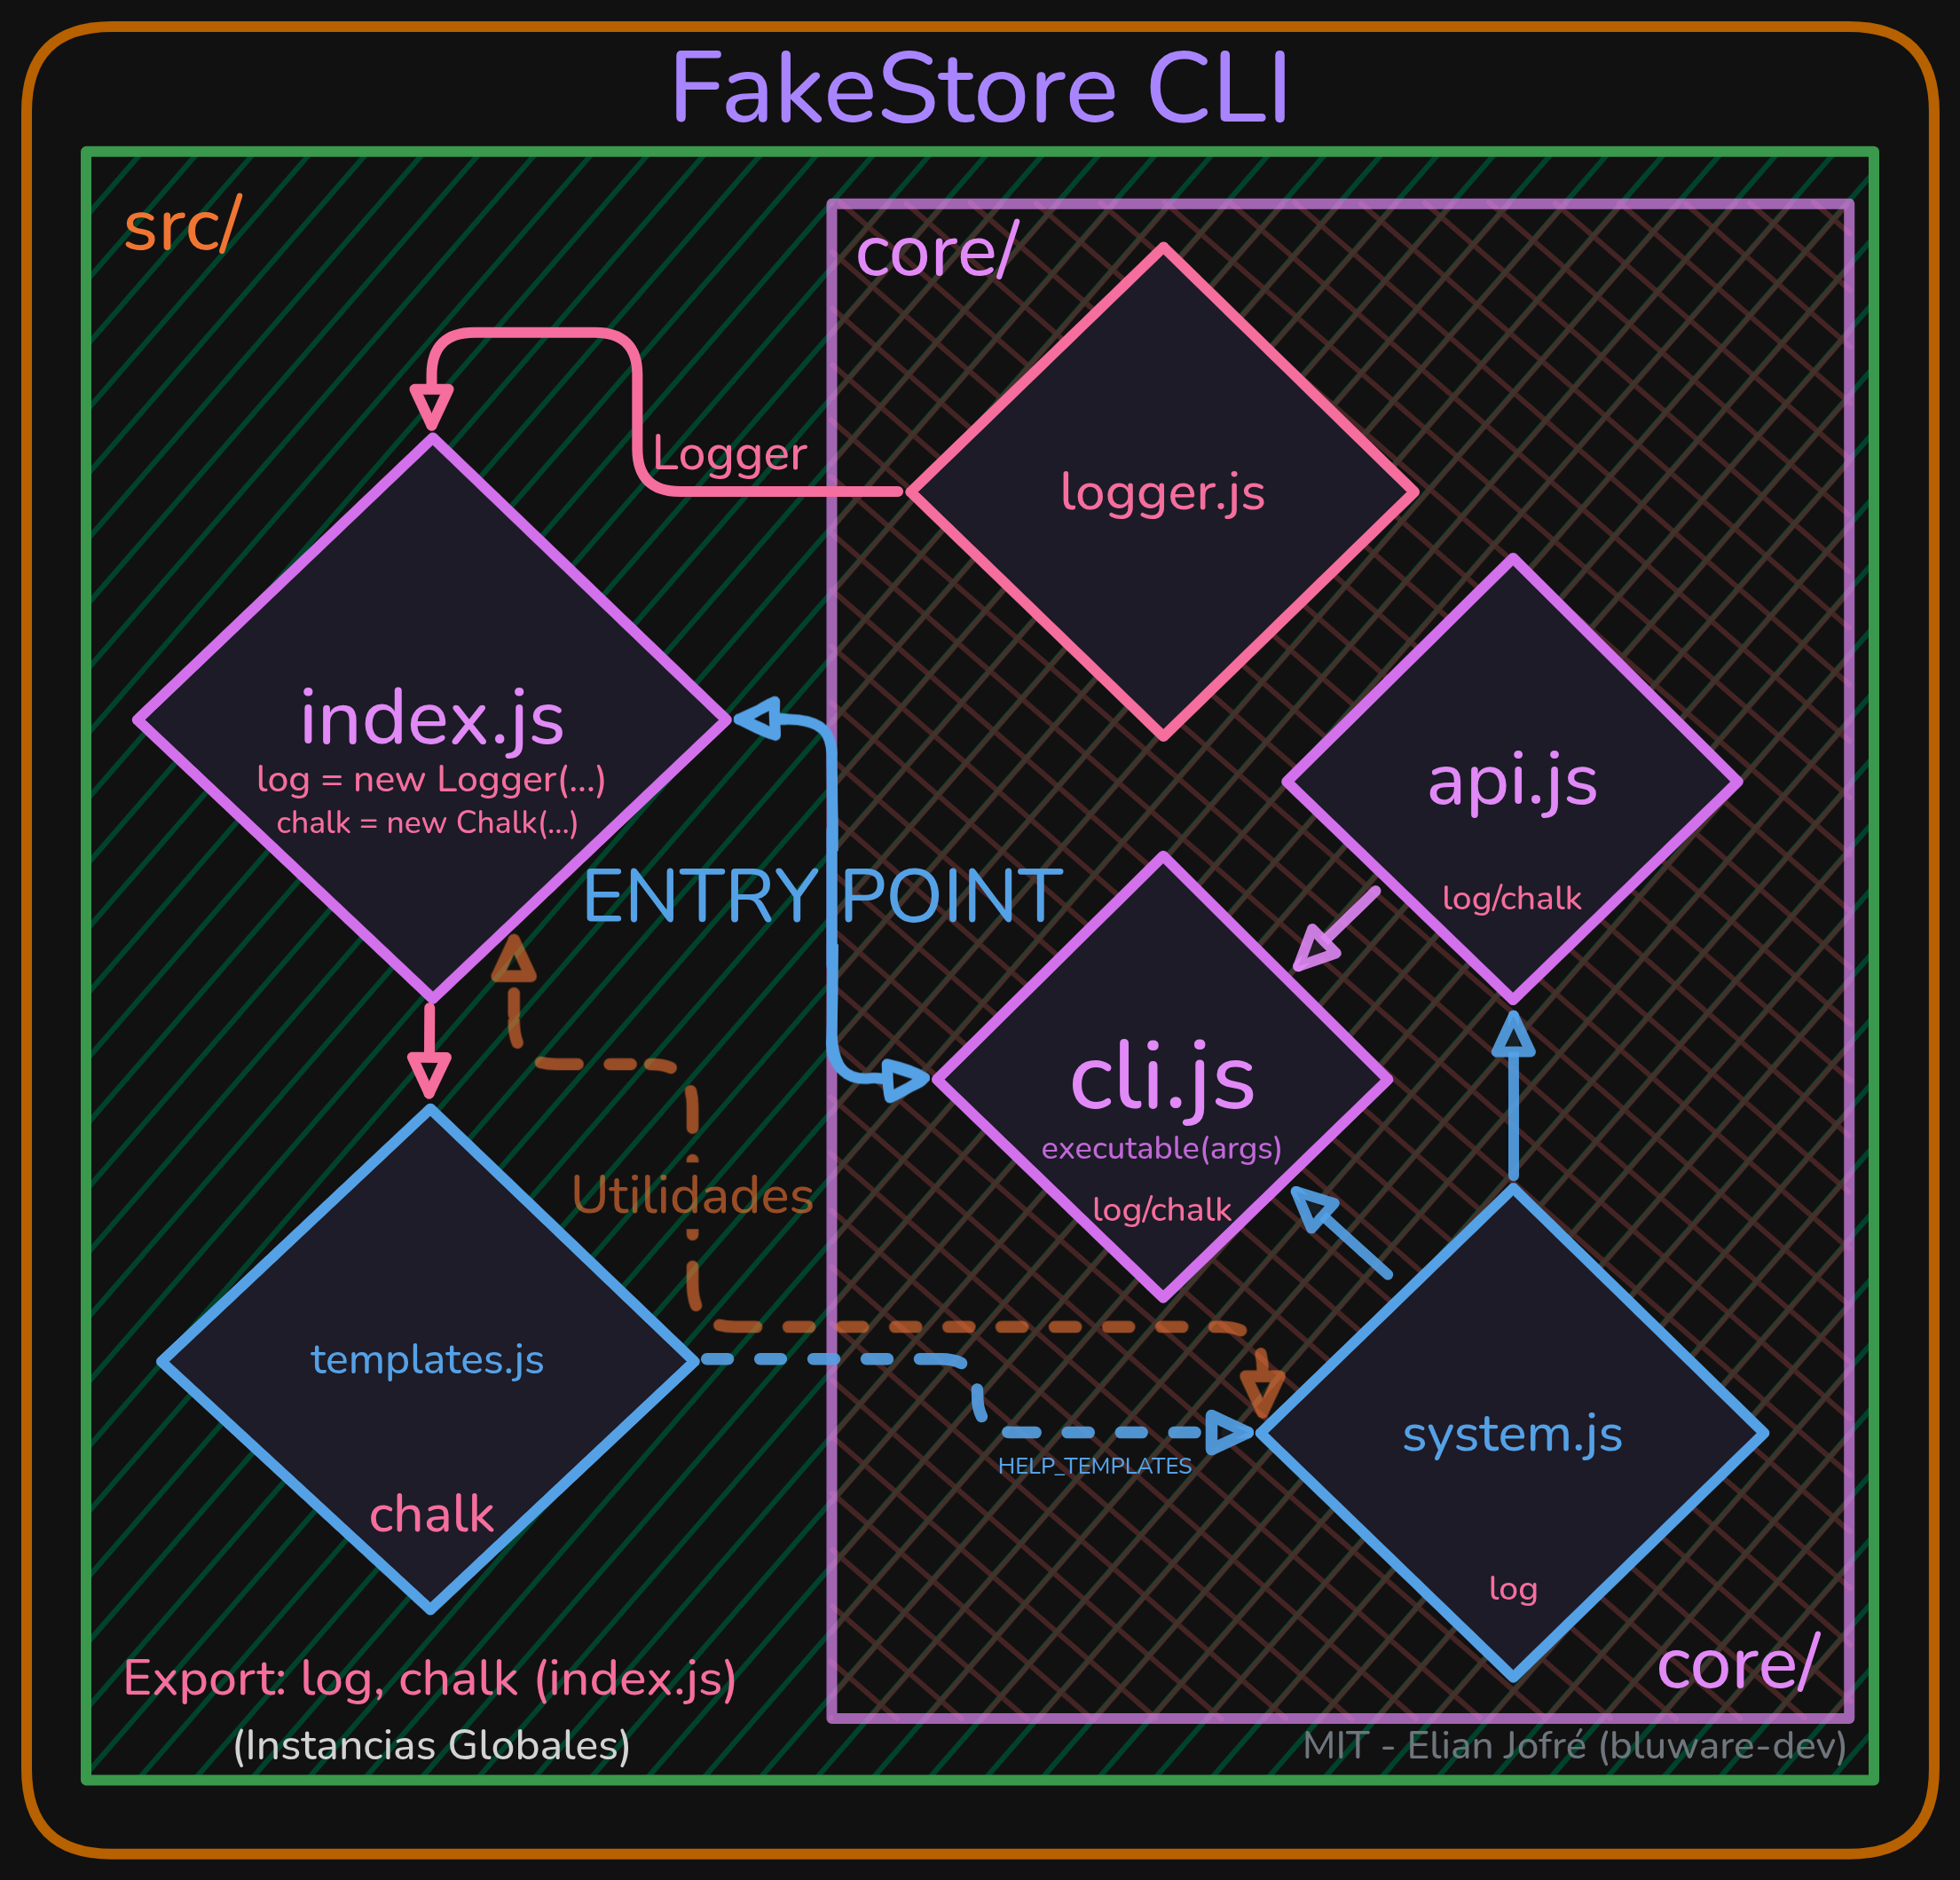 FakeStore CLI
src/
core/
Logger
logger.js
index.js
log = new Logger(...)
chalk = new Chalk(...)
api.js
log/chalk
ENTRY POINT
cli.js
executable(args)
log/chalk
Utilidades
templates.js
chalk
HELP_TEMPLATES
system.js
log
core/
Export: log, chalk (index.js)
(Instancias Globales)
MIT - Elian Jofré (bluware-dev)